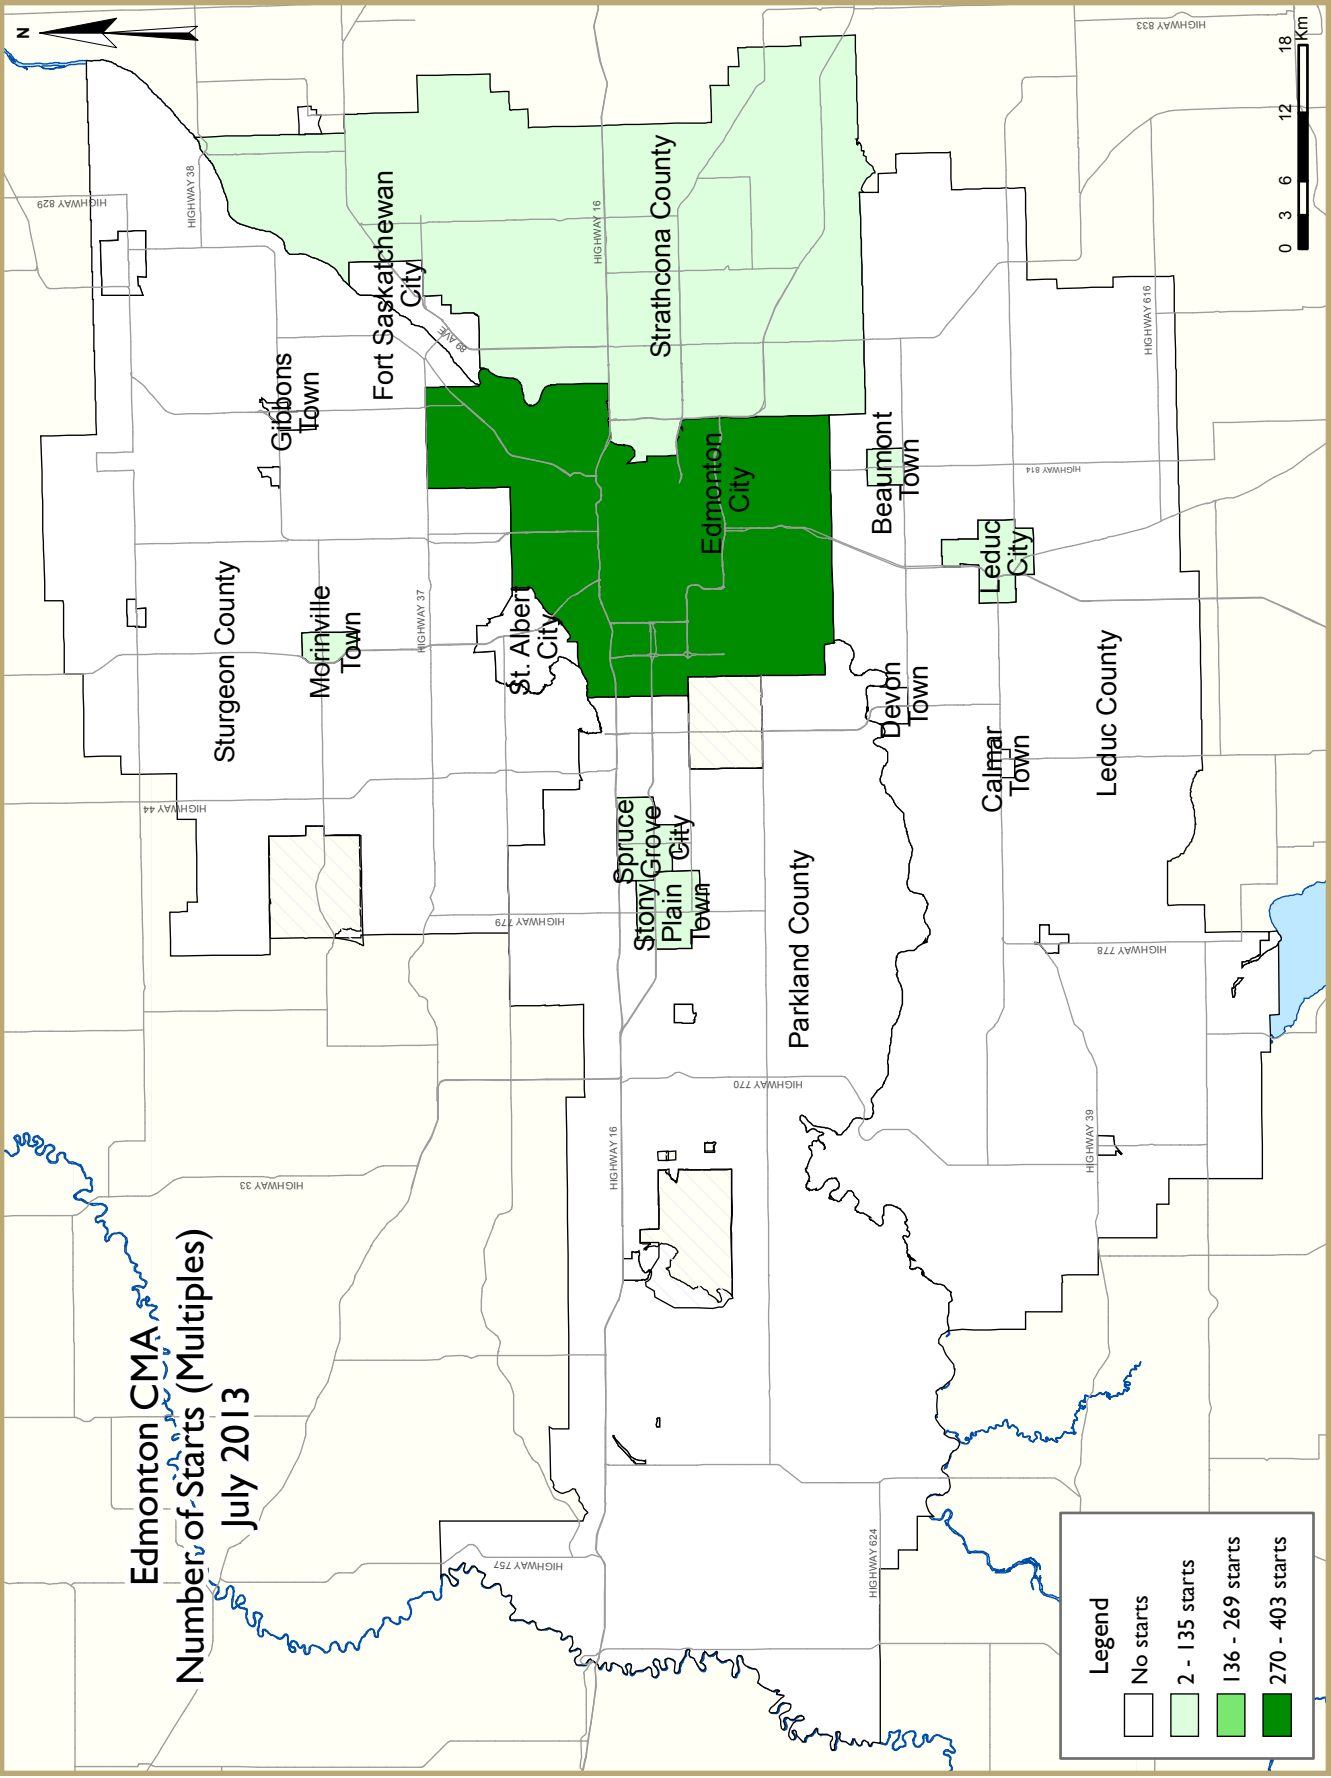 Edmonton CMA
Number of Starts (Multiples)
July 2013
N
HIGHWAY 829
HIGHWAY 38
HIGHWAY 833
HIGHWAY 44
Sturgeon County
Gibbons
Town
Morinville
Town
Fort Saskatchewan
City
89 AVE
HIGHWAY 33
HIGHWAY 37
HIGHWAY 779
St. Albert
City
HIGHWAY 757
HIGHWAY 16
HIGHWAY 16
Strathcona County
Spruce
Grove
City
Stony
Plain
Town
Edmonton
City
HIGHWAY 770
Parkland County
HIGHWAY 624
Beaumont
Town
Devon
Town
Leduc
City
Calmar
Town
HIGHWAY 814
HIGHWAY 39
HIGHWAY 778
Leduc County
HIGHWAY 616
Legend
No starts
2 - 135 starts
136 - 269 starts
270 - 403 starts
0 3 6 12 18
Km